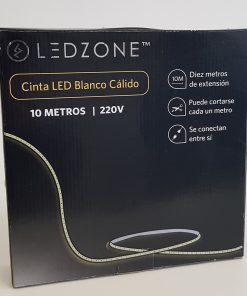 LEDZONE™
Cinta LED Blanco Cálido
10 METROS | 220V
10M
Diez metros
de extensión
Puede cortarse
cada un metro
Se conectan
entre sí